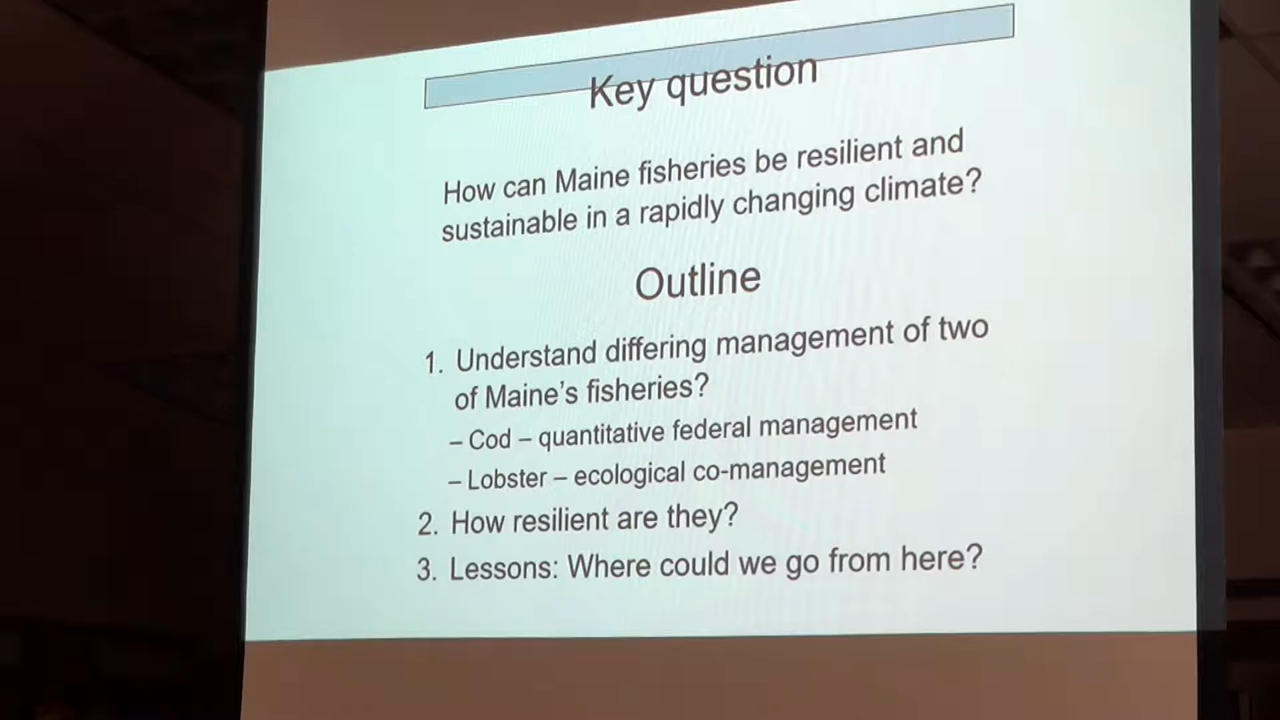 Key question
How can Maine fisheries be resilient and
sustainable in a rapidly changing climate?
Outline
1. Understand differing management of two
of Maine's fisheries?
– Cod – quantitative federal management
– Lobster – ecological co-management
2. How resilient are they?
3. Lessons: Where could we go from here?